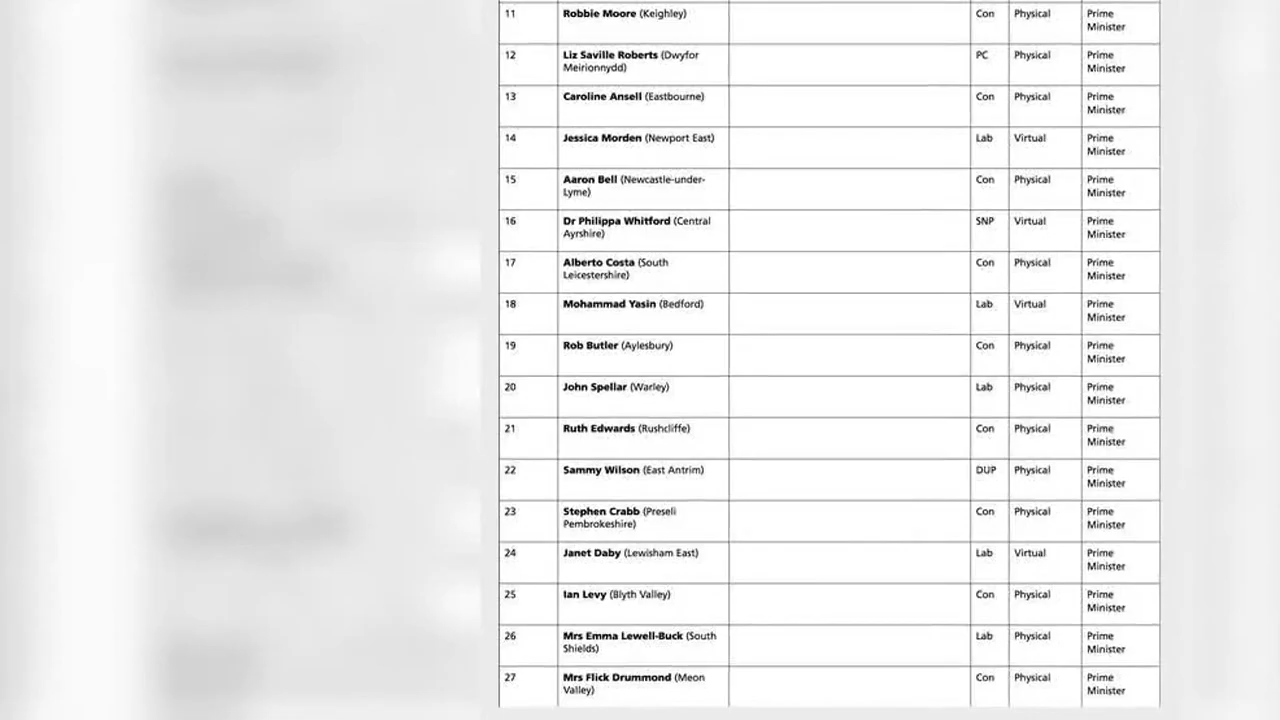 11 Robbie Moore (Keighley) Con Physical Prime
Minister
12 Liz Saville Roberts (Dwyfor PC Physical Prime
Meirionnydd) Minister
13 Caroline Ansell (Eastbourne) Con Physical Prime
Minister
14 Jessica Morden (Newport East) Lab Virtual Prime
Minister
15 Aaron Bell (Newcastle-under- Con Physical Prime
Lyme) Minister
16 Dr Philippa Whitford (Central SNP Virtual Prime
Ayrshire) Minister
17 Alberto Costa (South Con Physical Prime
Leicestershire) Minister
18 Mohammad Yasin (Bedford) Lab Virtual Prime
Minister
19 Rob Butler (Aylesbury) Con Physical Prime
Minister
20 John Spellar (Warley) Lab Physical Prime
Minister
21 Ruth Edwards (Rushcliffe) Con Physical Prime
Minister
22 Sammy Wilson (East Antrim) DUP Physical Prime
Minister
23 Stephen Crabb (Preseli Con Physical Prime
Pembrokeshire) Minister
24 Janet Daby (Lewisham East) Lab Virtual Prime
Minister
25 Ian Levy (Blyth Valley) Con Physical Prime
Minister
26 Mrs Emma Lewell-Buck (South Lab Physical Prime
Shields) Minister
27 Mrs Flick Drummond (Meon Con Physical Prime
Valley) Minister